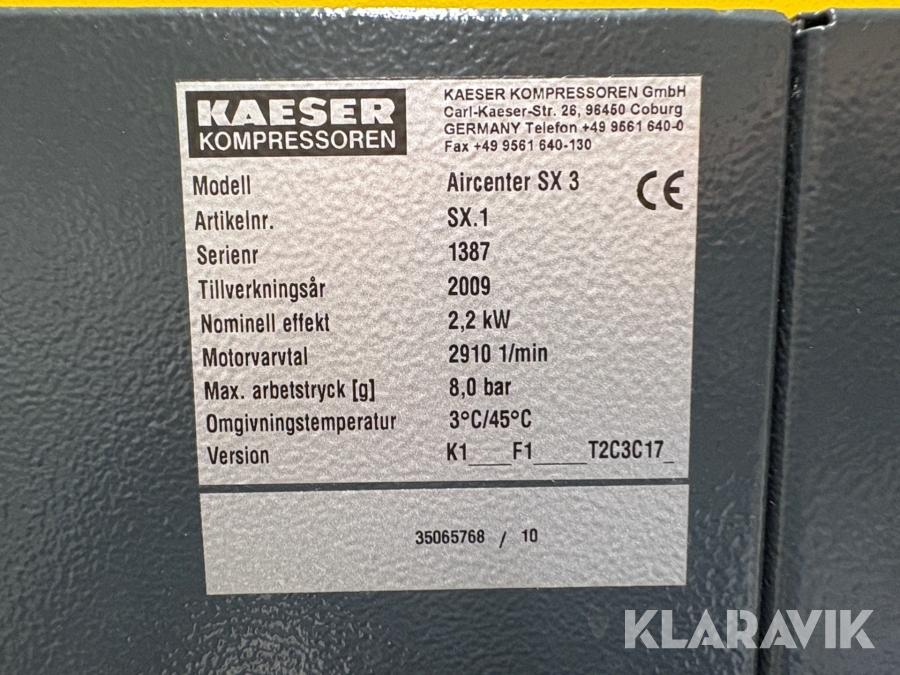 KAESER
KOMPRESSOREN
KAESER KOMPRESSOREN GmbH
Carl-Kaeser-Str. 26, 96450 Coburg
GERMANY Telefon +49 9561 640-0
Fax +49 9561 640-130
CE
Modell Aircenter SX 3
Artikelnr. SX.1
Serienr 1387
Tillverkningsår 2009
Nominell effekt 2,2 kW
Motorvarvtal 2910 1/min
Max. arbetstryck [g] 8,0 bar
Omgivningstemperatur 3°C/45°C
Version K1____F1_____T2C3C17_
35065768 / 10
KLARAVIK